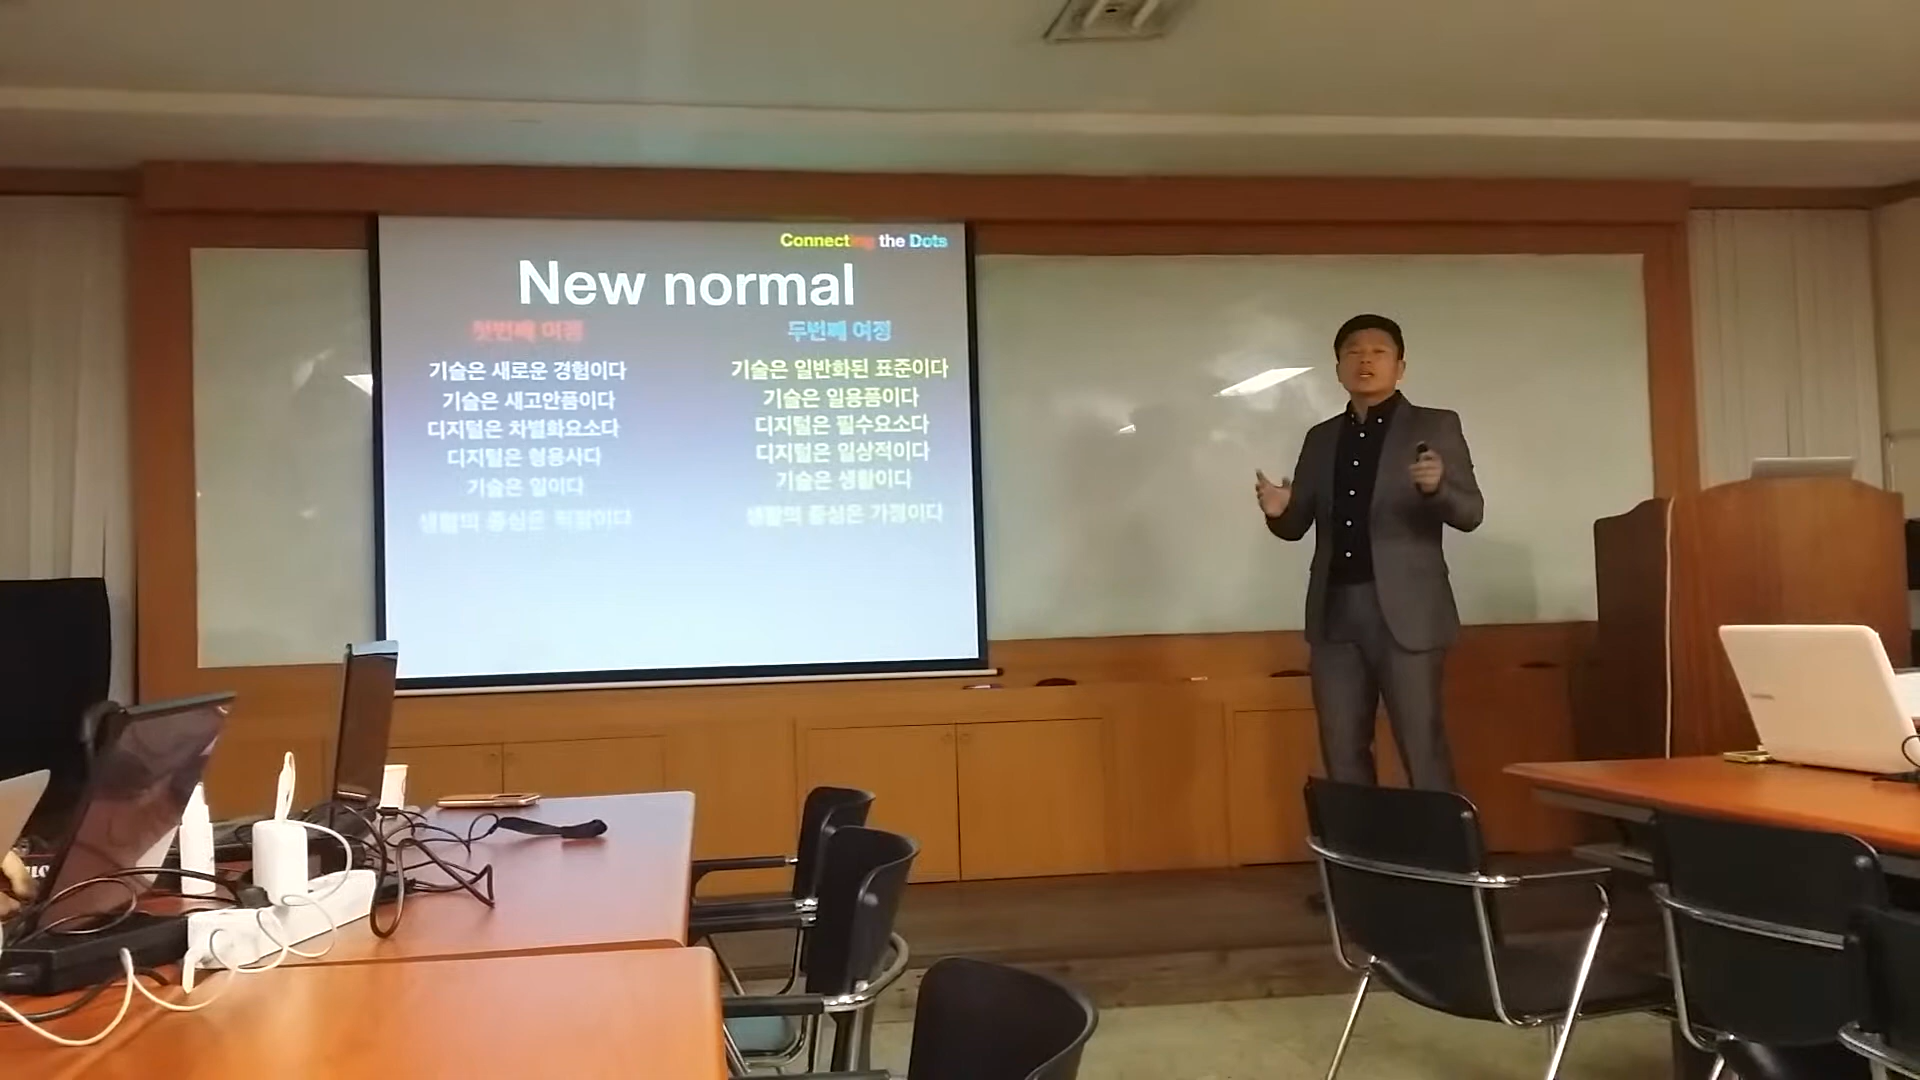 Connecting the Dots
New normal
첫번째 여정
기술은 새로운 경험이다
기술은 새고안품이다
디지털은 차별화요소다
디지털은 형용사다
기술은 일이다
생활의 중심은 직장이다
두번째 여정
기술은 일반화된 표준이다
기술은 일용품이다
디지털은 필수요소다
디지털은 일상적이다
기술은 생활이다
생활의 중심은 가정이다